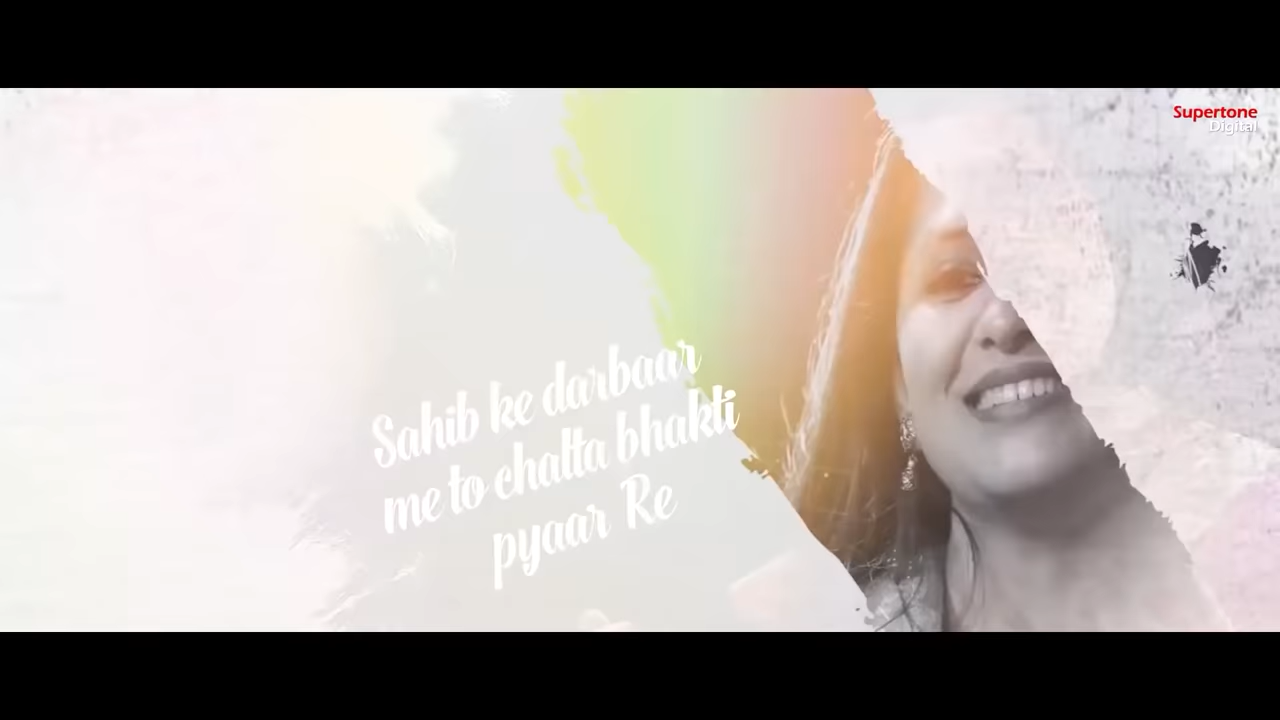 Supertone
Digital
Sahib ke darbaar
me to chalta bhakti
pyaar Re